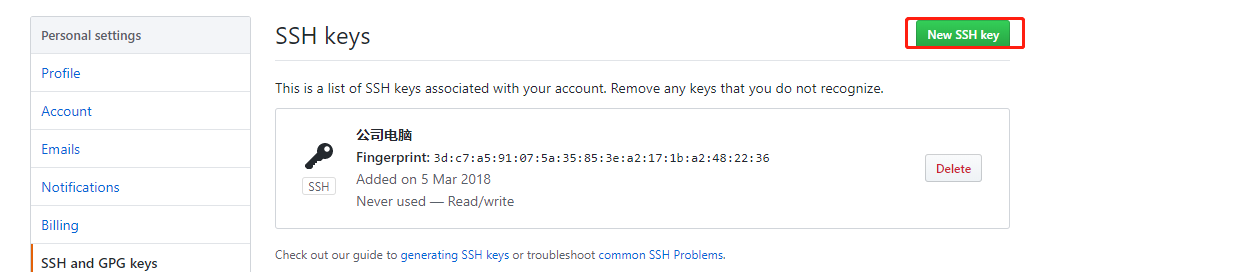 Personal settings
Profile
Account
Emails
Notifications
Billing
SSH and GPG keys
SSH keys
New SSH key
This is a list of SSH keys associated with your account. Remove any keys that you do not recognize.
公司电脑
Fingerprint: 3d:c7:a5:91:07:5a:35:85:3e:a2:17:1b:a2:48:22:36
SSH
Added on 5 Mar 2018
Never used — Read/write
Delete
Check out our guide to generating SSH keys or troubleshoot common SSH Problems.